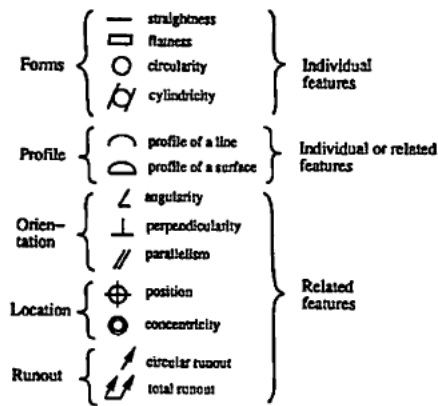 straightness
flatness
Forms
circularity
Individual
features
cylindricity
profile of a line
Profile
Individual or related
features
profile of a surface
angularity
Orien-
tation
perpendicularity
parallelism
position
Related
features
Location
concentricity
circular runout
Runout
total runout